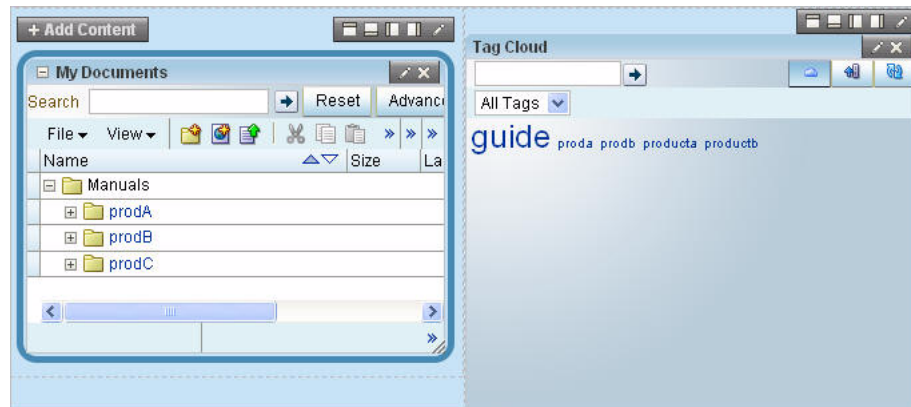 + Add Content
My Documents
Search Reset Advanc
File View » » »
Name Size La
Manuals
prodA
prodB
prodC
»
Tag Cloud
All Tags
guide proda prodb producta productb